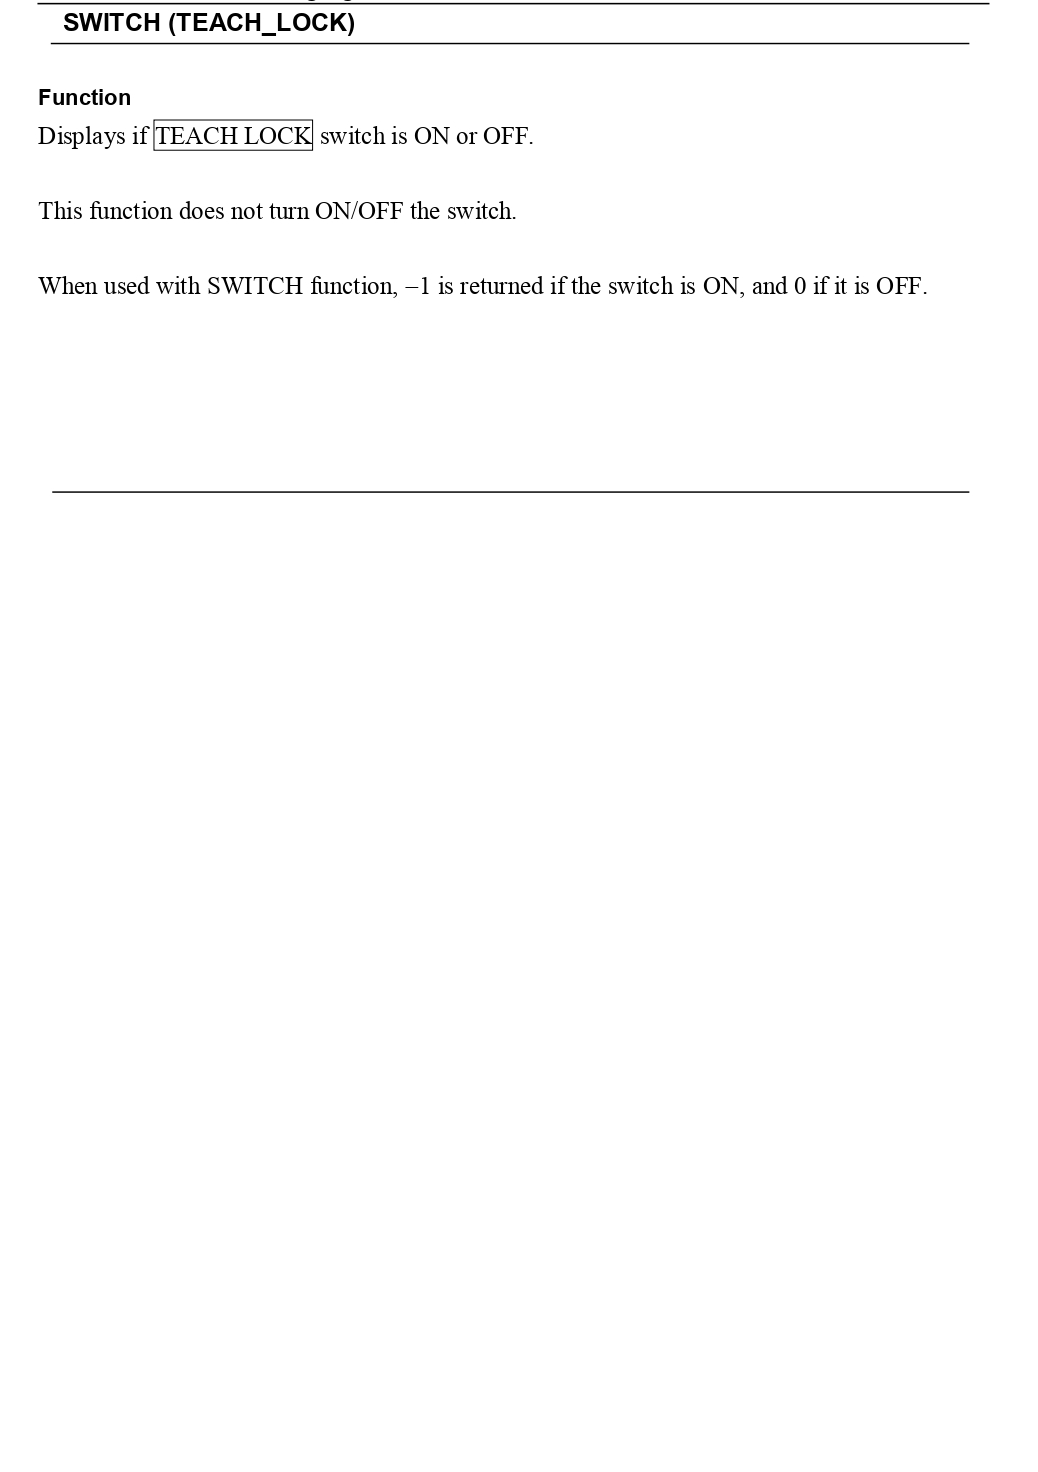 SWITCH (TEACH_LOCK)
Function
Displays if TEACH LOCK switch is ON or OFF.
This function does not turn ON/OFF the switch.
When used with SWITCH function, –1 is returned if the switch is ON, and 0 if it is OFF.